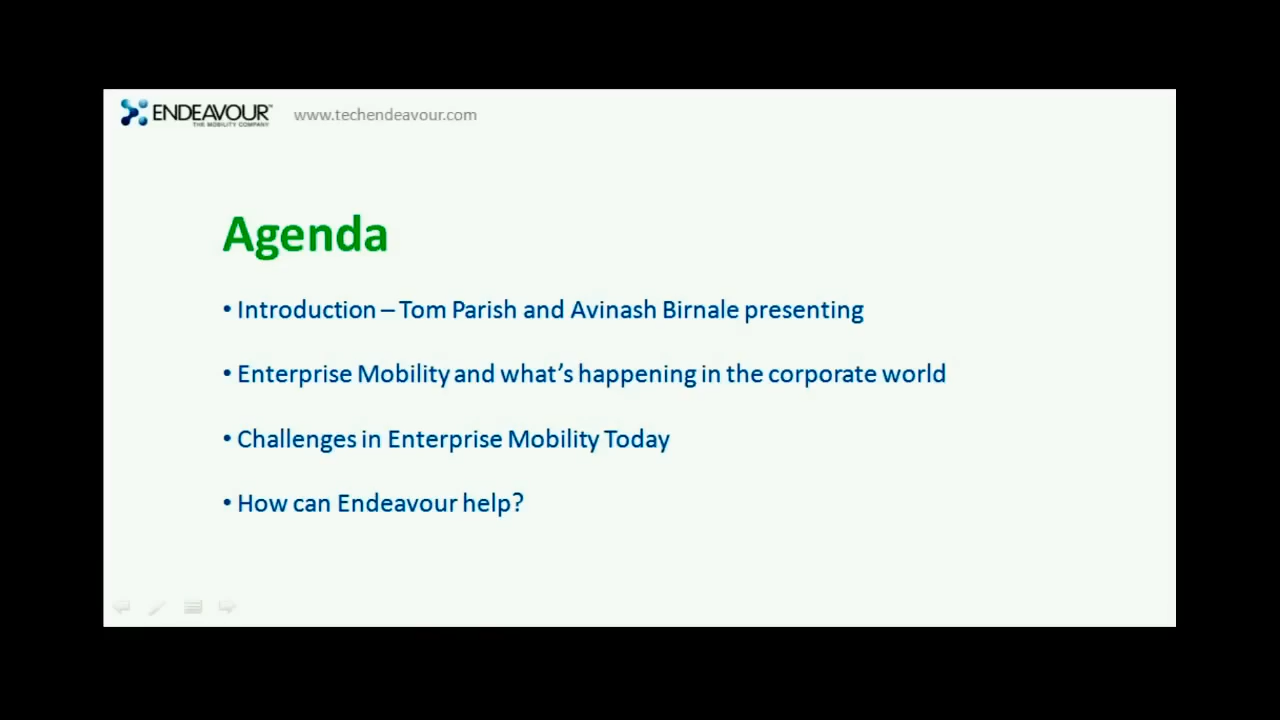 ENDEAVOUR™ www.techendeavour.com
THE MOBILITY COMPANY
Agenda
• Introduction – Tom Parish and Avinash Birnale presenting
• Enterprise Mobility and what's happening in the corporate world
• Challenges in Enterprise Mobility Today
• How can Endeavour help?